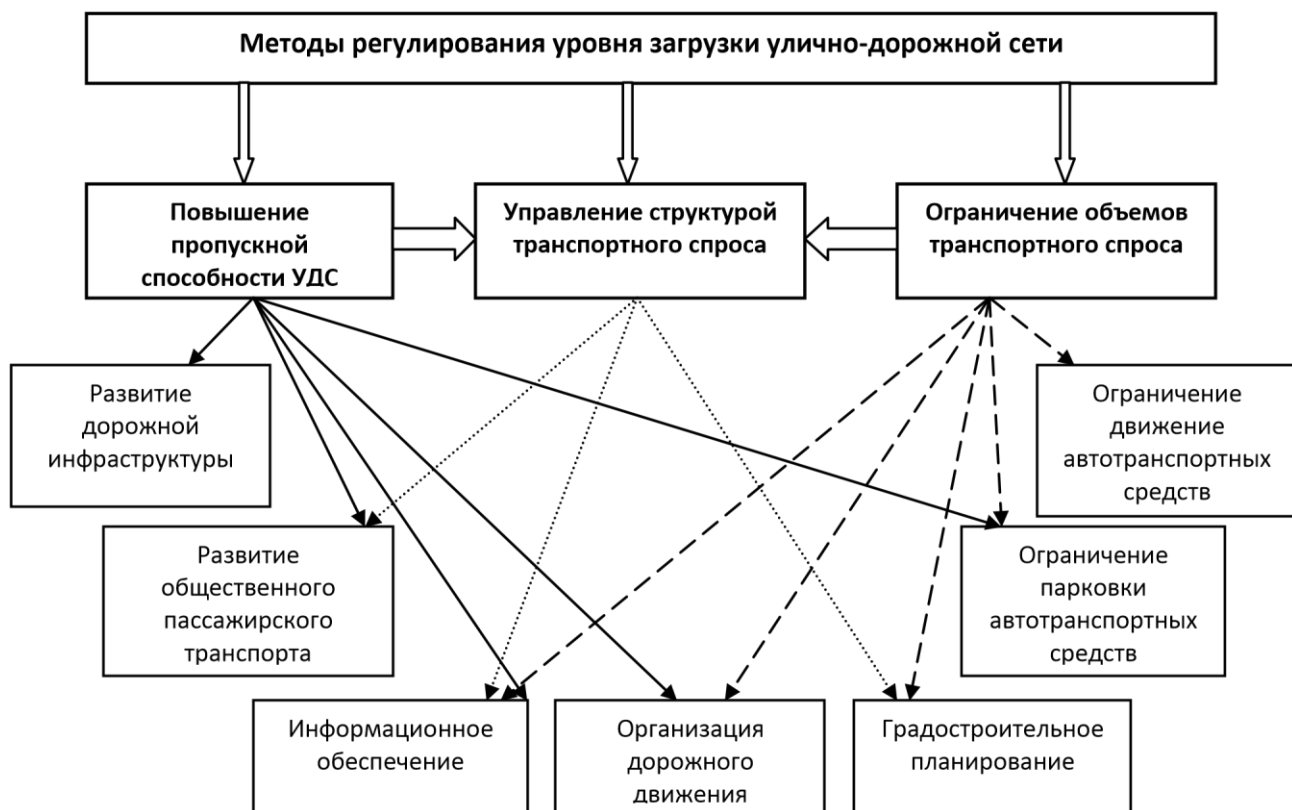 Методы регулирования уровня загрузки улично-дорожной сети
Повышение
пропускной
способности УДС
Управление структурой
транспортного спроса
Ограничение объемов
транспортного спроса
Развитие
дорожной
инфраструктуры
Ограничение
движение
автотранспортных
средств
Развитие
общественного
пассажирского
транспорта
Ограничение
парковки
автотранспортных
средств
Информационное
обеспечение
Организация
дорожного
движения
Градостроительное
планирование